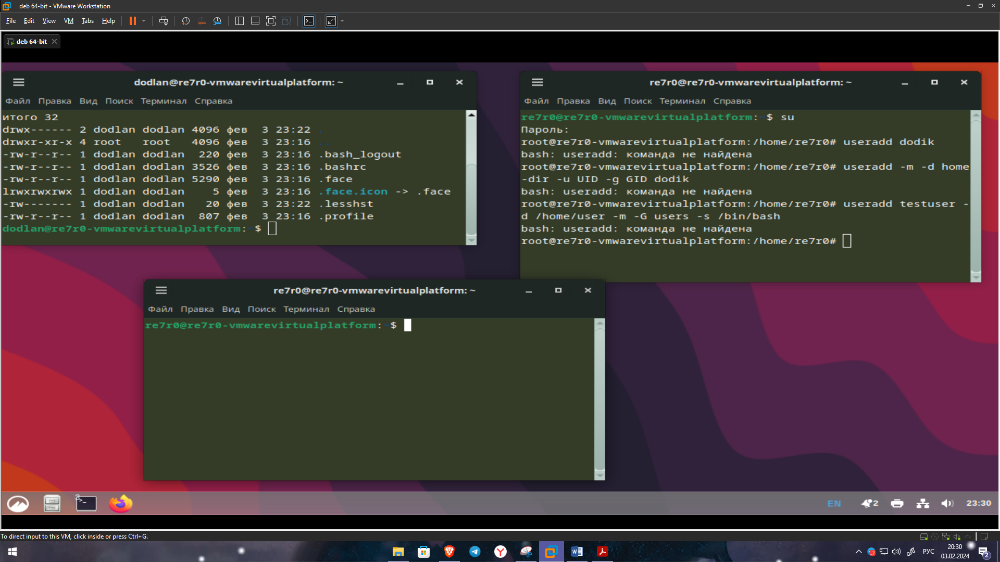 deb 64-bit - VMware Workstation
File Edit View VM Tabs Help
deb 64-bit
dodlan@re7r0-vmwarevirtualplatform: ~
Файл Правка Вид Поиск Терминал Справка
итого 32
drwx------ 2 dodlan dodlan 4096 фев  3 23:22 .
drwxr-xr-x 4 root   root   4096 фев  3 23:16 ..
-rw-r--r-- 1 dodlan dodlan  220 фев  3 23:16 .bash_logout
-rw-r--r-- 1 dodlan dodlan 3526 фев  3 23:16 .bashrc
-rw-r--r-- 1 dodlan dodlan 5290 фев  3 23:16 .face
lrwxrwxrwx 1 dodlan dodlan    5 фев  3 23:16 .face.icon -> .face
-rw------- 1 dodlan dodlan   20 фев  3 23:22 .lesshst
-rw-r--r-- 1 dodlan dodlan  807 фев  3 23:16 .profile
dodlan@re7r0-vmwarevirtualplatform:~$
re7r0@re7r0-vmwarevirtualplatform: ~
Файл Правка Вид Поиск Терминал Справка
re7r0@re7r0-vmwarevirtualplatform:~$ su
Пароль:
root@re7r0-vmwarevirtualplatform:/home/re7r0# useradd dodik
bash: useradd: команда не найдена
root@re7r0-vmwarevirtualplatform:/home/re7r0# useradd -m -d home
-dir -u UID -g GID dodik
bash: useradd: команда не найдена
root@re7r0-vmwarevirtualplatform:/home/re7r0# useradd testuser -
d /home/user -m -G users -s /bin/bash
bash: useradd: команда не найдена
root@re7r0-vmwarevirtualplatform:/home/re7r0#
re7r0@re7r0-vmwarevirtualplatform: ~
Файл Правка Вид Поиск Терминал Справка
re7r0@re7r0-vmwarevirtualplatform:~$
3
EN 2 23:30
To direct input to this VM, click inside or press Ctrl+G.
РУС 20:30
03.02.2024 2